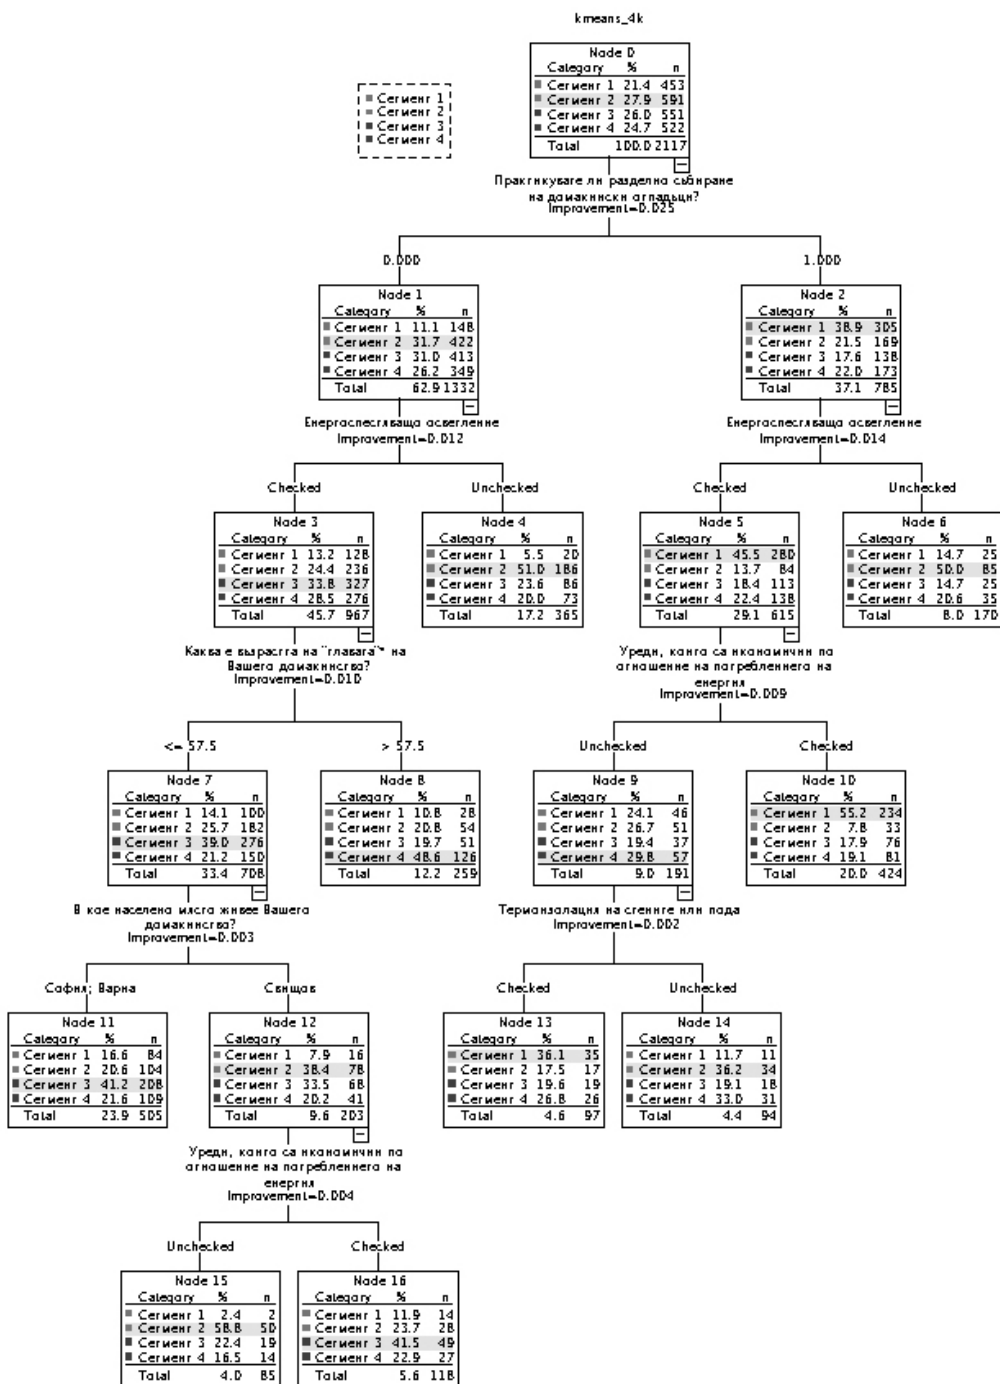 kmeans_4k
Node 0
Category % n
Сегмент 1 21.4 453
Сегмент 2 27.9 591
Сегмент 3 26.0 551
Сегмент 4 24.7 522
Total 100.0 2117
Сегмент 1
Сегмент 2
Сегмент 3
Сегмент 4
Практикувате ли разделно събиране
на домакински отпадъци?
Improvement=0.025
0.000
1.000
Node 1
Category % n
Сегмент 1 11.1 148
Сегмент 2 31.7 422
Сегмент 3 31.0 413
Сегмент 4 26.2 349
Total 62.9 1332
Node 2
Category % n
Сегмент 1 38.9 305
Сегмент 2 21.5 169
Сегмент 3 17.6 138
Сегмент 4 22.0 173
Total 37.1 785
Енергоспестяващо осветление
Improvement=0.012
Енергоспестяващо осветление
Improvement=0.014
Checked
Unchecked
Checked
Unchecked
Node 3
Category % n
Сегмент 1 13.2 128
Сегмент 2 24.4 236
Сегмент 3 33.8 327
Сегмент 4 28.5 276
Total 45.7 967
Node 4
Category % n
Сегмент 1 5.5 20
Сегмент 2 51.0 186
Сегмент 3 23.6 86
Сегмент 4 20.0 73
Total 17.2 365
Node 5
Category % n
Сегмент 1 45.5 280
Сегмент 2 13.7 84
Сегмент 3 18.4 113
Сегмент 4 22.4 138
Total 29.1 615
Node 6
Category % n
Сегмент 1 14.7 25
Сегмент 2 50.0 85
Сегмент 3 14.7 25
Сегмент 4 20.6 35
Total 8.0 170
Каква е възрастта на "главата"* на
Вашето домакинство?
Improvement=0.010
Уреди, които са икономични по
отношение на потреблението на
енергия
Improvement=0.009
<= 57.5
> 57.5
Unchecked
Checked
Node 7
Category % n
Сегмент 1 14.1 100
Сегмент 2 25.7 182
Сегмент 3 39.0 276
Сегмент 4 21.2 150
Total 33.4 708
Node 8
Category % n
Сегмент 1 10.8 28
Сегмент 2 20.8 54
Сегмент 3 19.7 51
Сегмент 4 48.6 126
Total 12.2 259
Node 9
Category % n
Сегмент 1 24.1 46
Сегмент 2 26.7 51
Сегмент 3 19.4 37
Сегмент 4 29.8 57
Total 9.0 191
Node 10
Category % n
Сегмент 1 55.2 234
Сегмент 2 7.8 33
Сегмент 3 17.9 76
Сегмент 4 19.1 81
Total 20.0 424
В кое населено място живее Вашето
домакинство?
Improvement=0.003
Термоизолация на стените или пода
Improvement=0.002
София; Варна
Свищов
Checked
Unchecked
Node 11
Category % n
Сегмент 1 16.6 84
Сегмент 2 20.6 104
Сегмент 3 41.2 208
Сегмент 4 21.6 109
Total 23.9 505
Node 12
Category % n
Сегмент 1 7.9 16
Сегмент 2 38.4 78
Сегмент 3 33.5 68
Сегмент 4 20.2 41
Total 9.6 203
Node 13
Category % n
Сегмент 1 36.1 35
Сегмент 2 17.5 17
Сегмент 3 19.6 19
Сегмент 4 26.8 26
Total 4.6 97
Node 14
Category % n
Сегмент 1 11.7 11
Сегмент 2 36.2 34
Сегмент 3 19.1 18
Сегмент 4 33.0 31
Total 4.4 94
Уреди, които са икономични по
отношение на потреблението на
енергия
Improvement=0.004
Unchecked
Checked
Node 15
Category % n
Сегмент 1 2.4 2
Сегмент 2 58.8 50
Сегмент 3 22.4 19
Сегмент 4 16.5 14
Total 4.0 85
Node 16
Category % n
Сегмент 1 11.9 14
Сегмент 2 23.7 28
Сегмент 3 41.5 49
Сегмент 4 22.9 27
Total 5.6 118